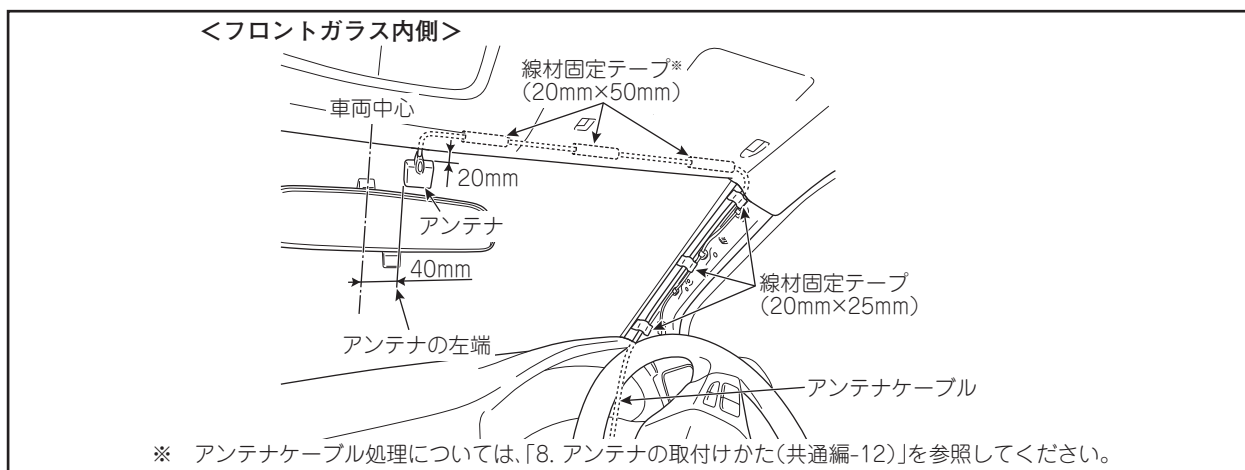 ＜フロントガラス内側＞
線材固定テープ※
（20mm×50mm）
車両中心
20mm
アンテナ
40mm
線材固定テープ
（20mm×25mm）
アンテナの左端
アンテナケーブル
※　アンテナケーブル処理については、「8. アンテナの取付けかた（共通編-12）」を参照してください。